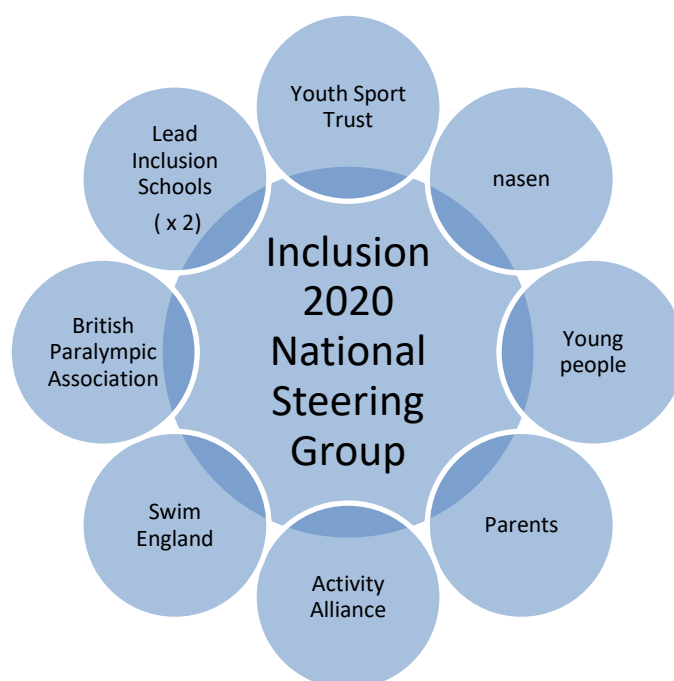 Youth Sport
Trust
nasen
Young
people
Parents
Activity
Alliance
Swim
England
British
Paralympic
Association
Lead
Inclusion
Schools
( x 2)
Inclusion
2020
National
Steering
Group